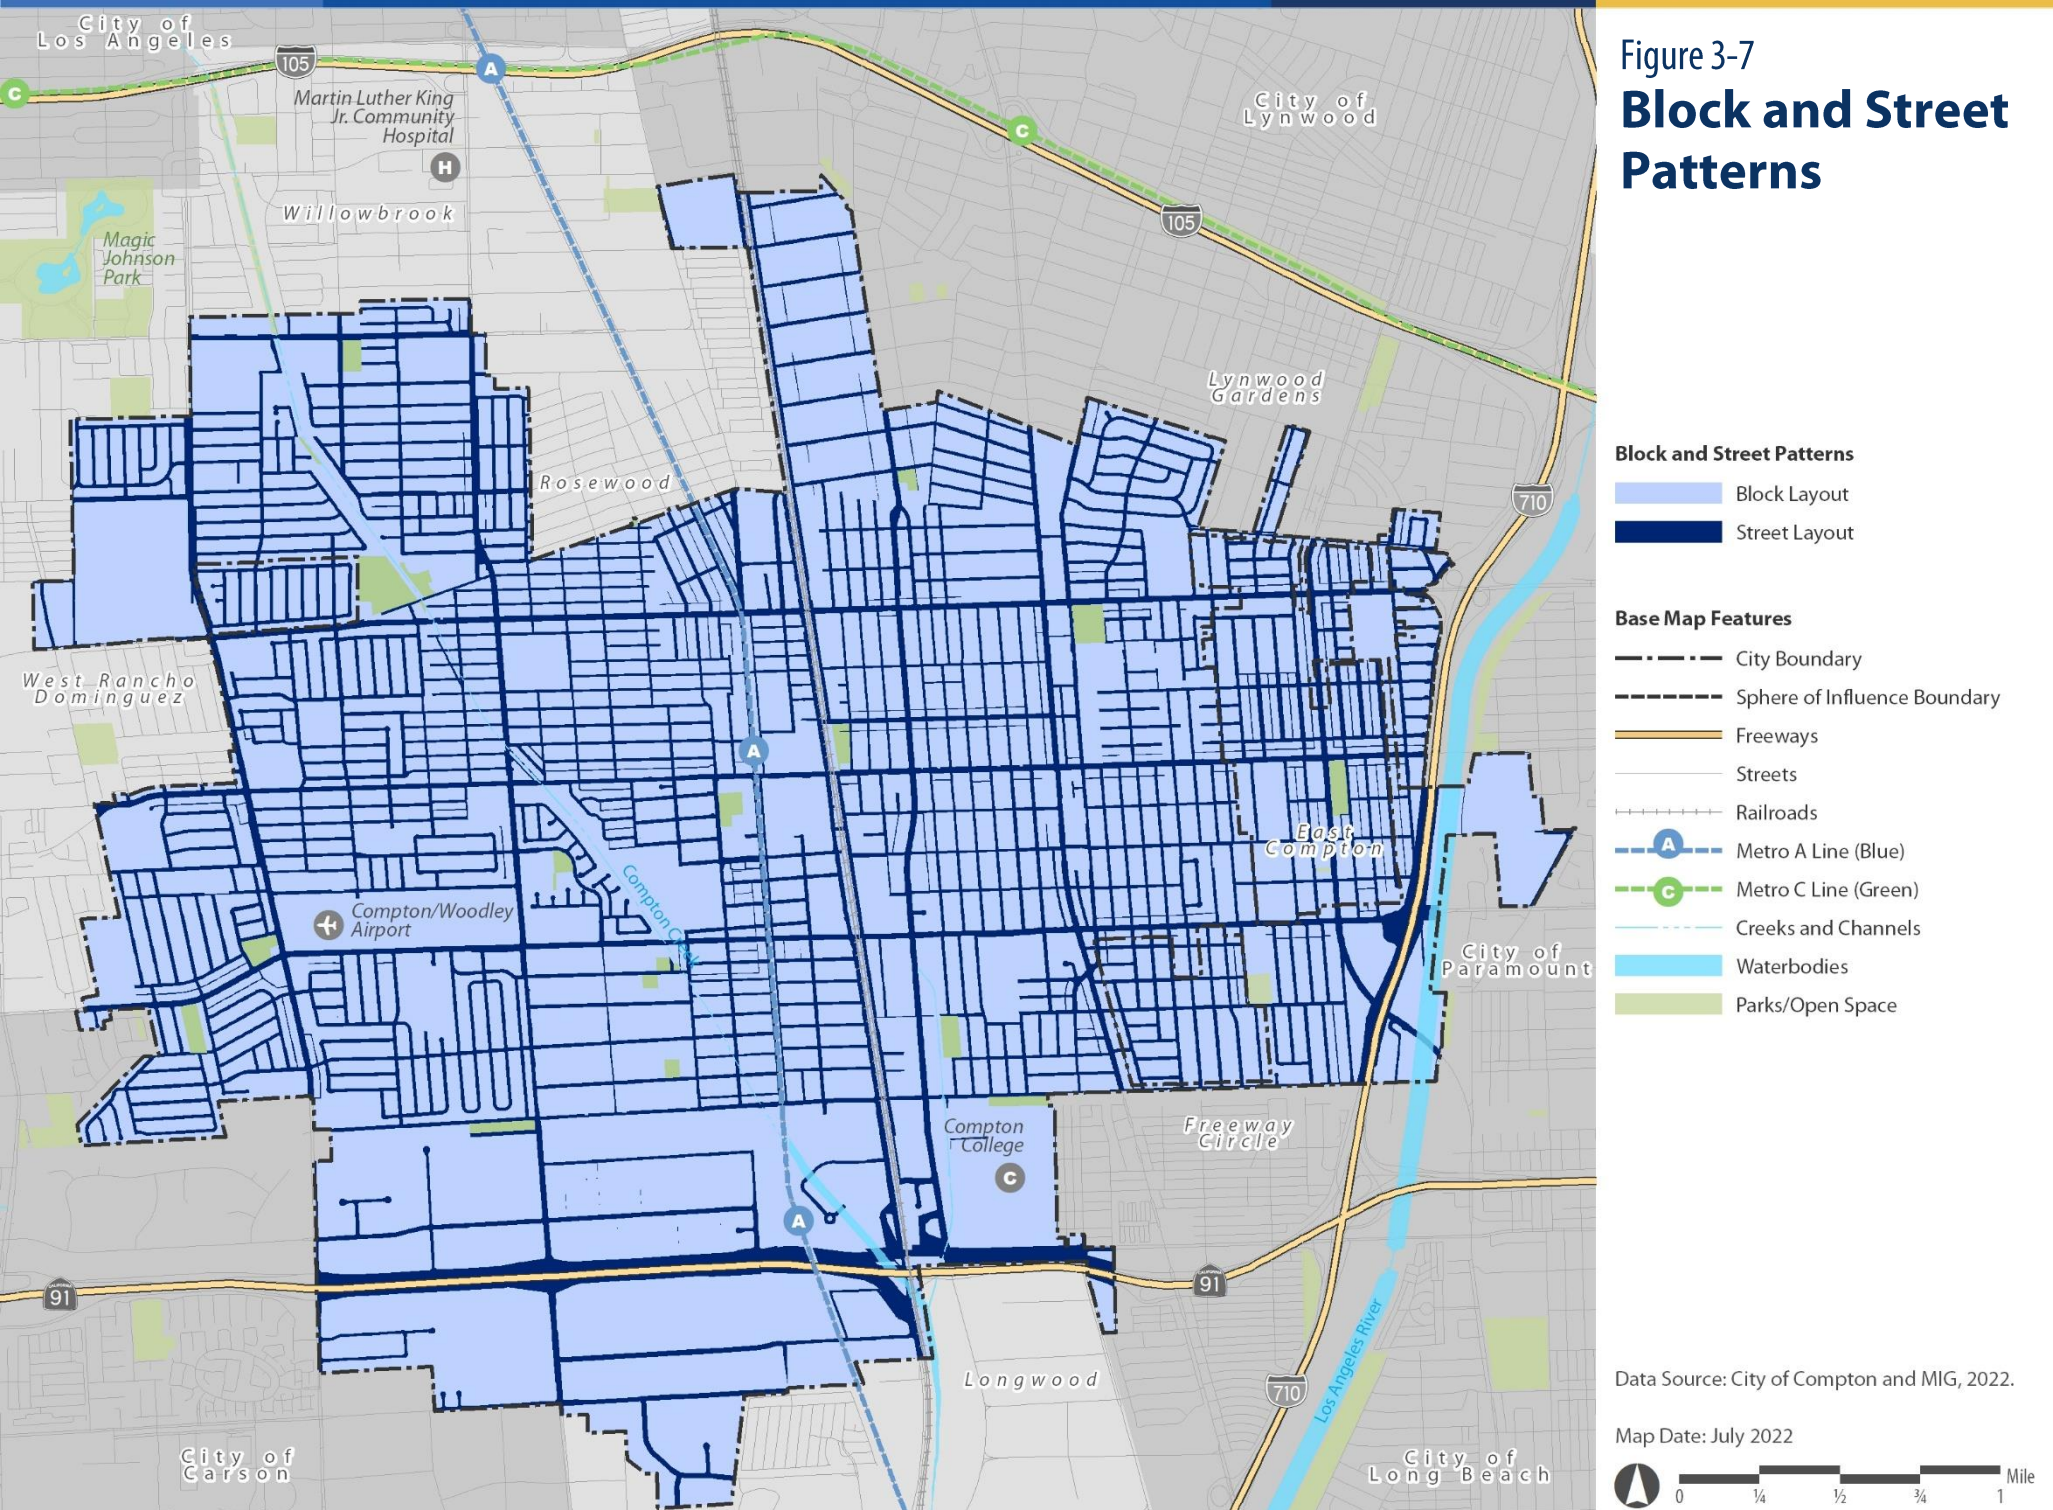 City of
Los Angeles
105
A
C
Martin Luther King
Jr. Community
Hospital
H
City of
Lynwood
C
Willowbrook
105
Magic
Johnson
Park
Lynwood
Gardens
Rosewood
710
West Rancho
Dominguez
A
East
Compton
Compton Creek
Compton/Woodley
Airport
City of
Paramount
Compton
College
C
Freeway
Circle
A
CALIFORNIA
91
CALIFORNIA
91
Longwood
710
Los Angeles River
City of
Carson
City of
Long Beach
Figure 3-7
Block and Street
Patterns
Block and Street Patterns
Block Layout
Street Layout
Base Map Features
City Boundary
Sphere of Influence Boundary
Freeways
Streets
Railroads
A
Metro A Line (Blue)
C
Metro C Line (Green)
Creeks and Channels
Waterbodies
Parks/Open Space
Data Source: City of Compton and MIG, 2022.
Map Date: July 2022
Mile
0 ¼ ½ ¾ 1